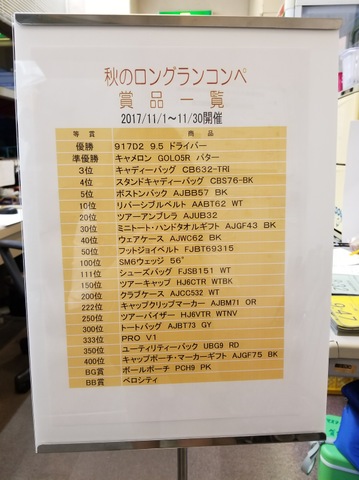 秋のロングランコンペ
賞品一覧
2017/11/1～11/30開催
等賞 商品
優勝 917D2 9.5 ドライバー
準優勝 キャメロン GOLO5R パター
3位 キャディーバッグ CB632-TRI
4位 スタンドキャディーバッグ CBS76-BK
5位 ボストンバック AJBB57 BK
10位 リバーシブルベルト AABT62 WT
20位 ツアーアンブレラ AJUB32
30位 ミニトート・ハンドタオルギフト AJGF43 BK
40位 ウェアケース AJWC62 BK
50位 フットジョイベルト FJBT69315
100位 SM6ウェッジ 56°
111位 シューズバッグ FJSB151 WT
150位 ツアーキャップ HJ6CTR WTBK
200位 クラブケース AJCC532 WT
222位 キャップクリップマーカー AJBM71 OR
250位 ツアーバイザー HJ6VTR WTNV
300位 トートバッグ AJBT73 GY
333位 PRO V1
350位 ユーティリティーバック UBG9 RD
400位 キャップポーチ・マーカーギフト AJGF75 BK
BG賞 ボールポーチ PCH9 PK
BB賞 ベロシティ